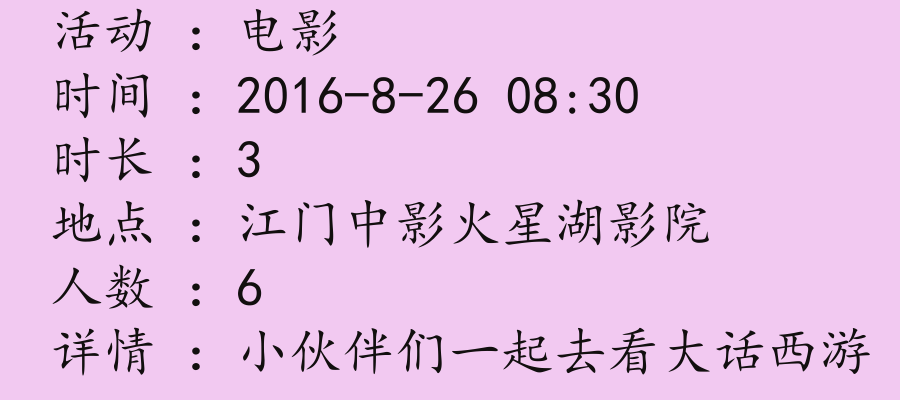 活动 ：电影
时间 ：2016-8-26 08:30
时长 ：3
地点 ：江门中影火星湖影院
人数 ：6
详情 ：小伙伴们一起去看大话西游